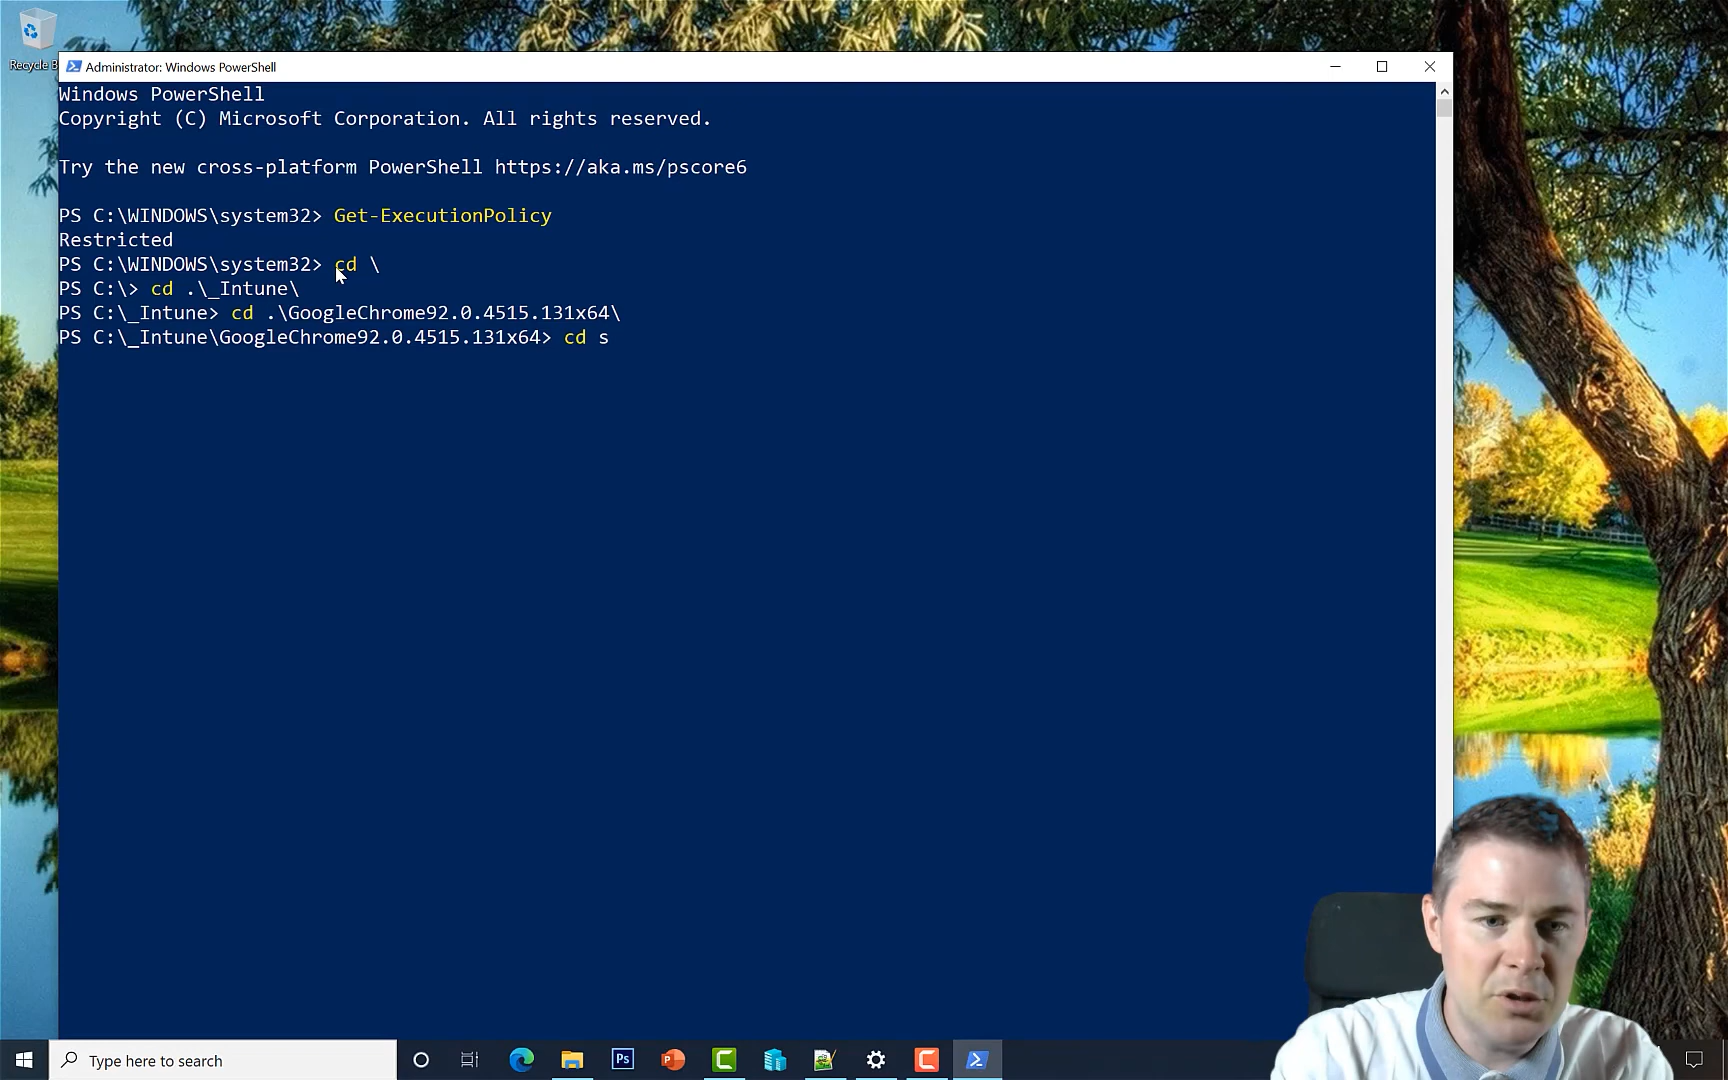 Recycle B
Administrator: Windows PowerShell
Windows PowerShell
Copyright (C) Microsoft Corporation. All rights reserved.
Try the new cross-platform PowerShell https://aka.ms/pscore6
PS C:\WINDOWS\system32> Get-ExecutionPolicy
Restricted
PS C:\WINDOWS\system32> cd \
PS C:\> cd .\_Intune\
PS C:\_Intune> cd .\GoogleChrome92.0.4515.131x64\
PS C:\_Intune\GoogleChrome92.0.4515.131x64> cd s
Type here to search
Ps
P
C
C